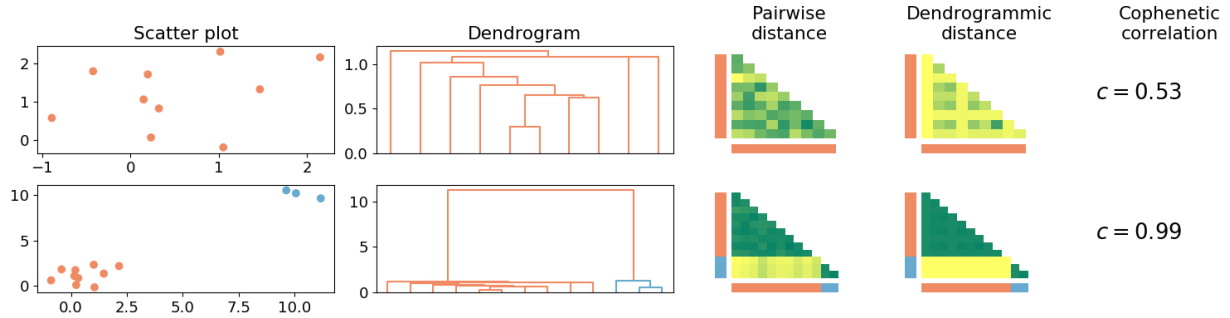 Scatter plot
Dendrogram
Pairwise
distance
Dendrogrammic
distance
Cophenetic
correlation
2
1
0
−1 0 1 2
1.0
0.5
0.0
c = 0.53
10
5
0
0.0 2.5 5.0 7.5 10.0
10
5
0
c = 0.99